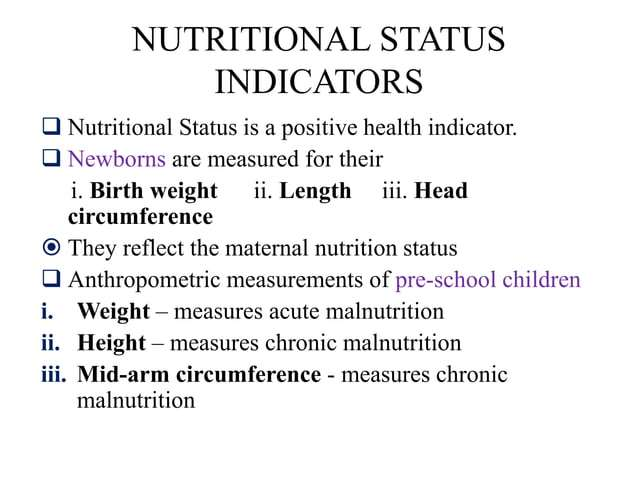 NUTRITIONAL STATUS
INDICATORS
❑ Nutritional Status is a positive health indicator.
❑ Newborns are measured for their
i. Birth weight ii. Length iii. Head
circumference
⦿ They reflect the maternal nutrition status
❑ Anthropometric measurements of pre-school children
i. Weight – measures acute malnutrition
ii. Height – measures chronic malnutrition
iii. Mid-arm circumference - measures chronic
malnutrition